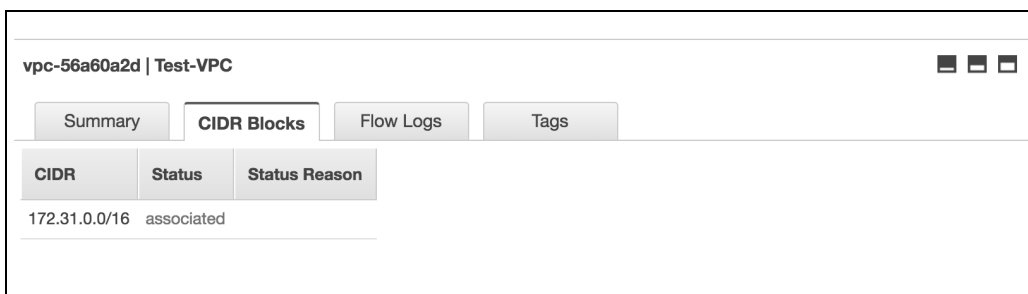 vpc-56a60a2d | Test-VPC
Summary CIDR Blocks Flow Logs Tags
CIDR Status Status Reason
172.31.0.0/16 associated